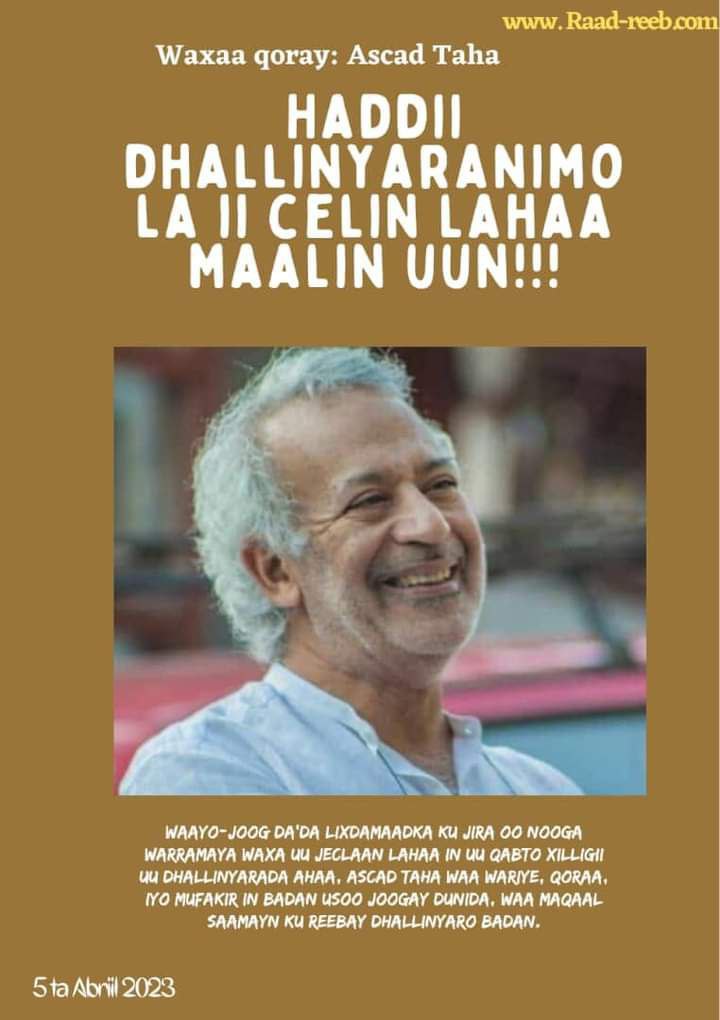 www.Raad-reeb.com
Waxaa qoray: Ascad Taha
HADDII
DHALLINYARANIMO
LA II CELIN LAHAA
MAALIN UUN!!!
WAAYO-JOOG DA'DA LIXDAMAADKA KU JIRA OO NOOGA
WARRAMAYA WAXA UU JECLAAN LAHAA IN UU QABTO XILLIGII
UU DHALLINYARADA AHAA, ASCAD TAHA WAA WARIYE, QORAA,
IYO MUFAKIR IN BADAN USOO JOOGAY DUNIDA, WAA MAQAAL
SAAMAYN KU REEBAY DHALLINYARO BADAN.
5 ta Abriil 2023